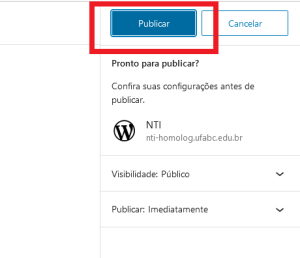 Publicar Cancelar
Pronto para publicar?
Confira suas configurações antes de
publicar.
NTI
nti-homolog.ufabc.edu.br
Visibilidade: Público
Publicar: Imediatamente